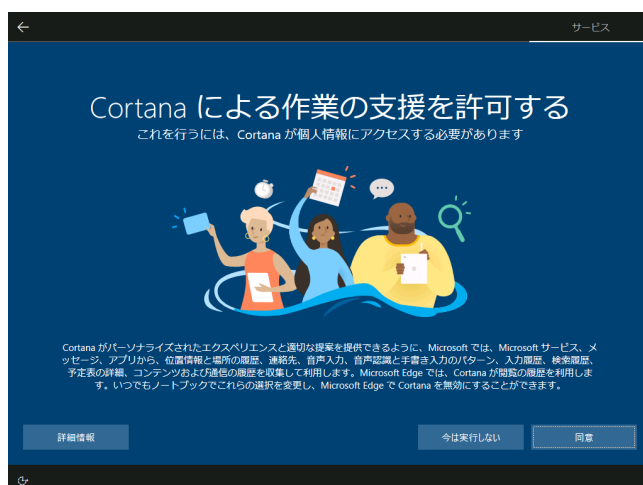 サービス
Cortana による作業の支援を許可する
これを行うには、Cortana が個人情報にアクセスする必要があります
Cortana がパーソナライズされたエクスペリエンスと適切な提案を提供できるように、Microsoft では、Microsoft サービス、メ
ッセージ、アプリから、位置情報と場所の履歴、連絡先、音声入力、音声認識と手書き入力のパターン、入力履歴、検索履歴、
予定表の詳細、コンテンツおよび通信の履歴を収集して利用します。Microsoft Edge では、Cortana が閲覧の履歴を利用しま
す。いつでもノートブックでこれらの選択を変更し、Microsoft Edge で Cortana を無効にすることができます。
詳細情報
今は実行しない
同意